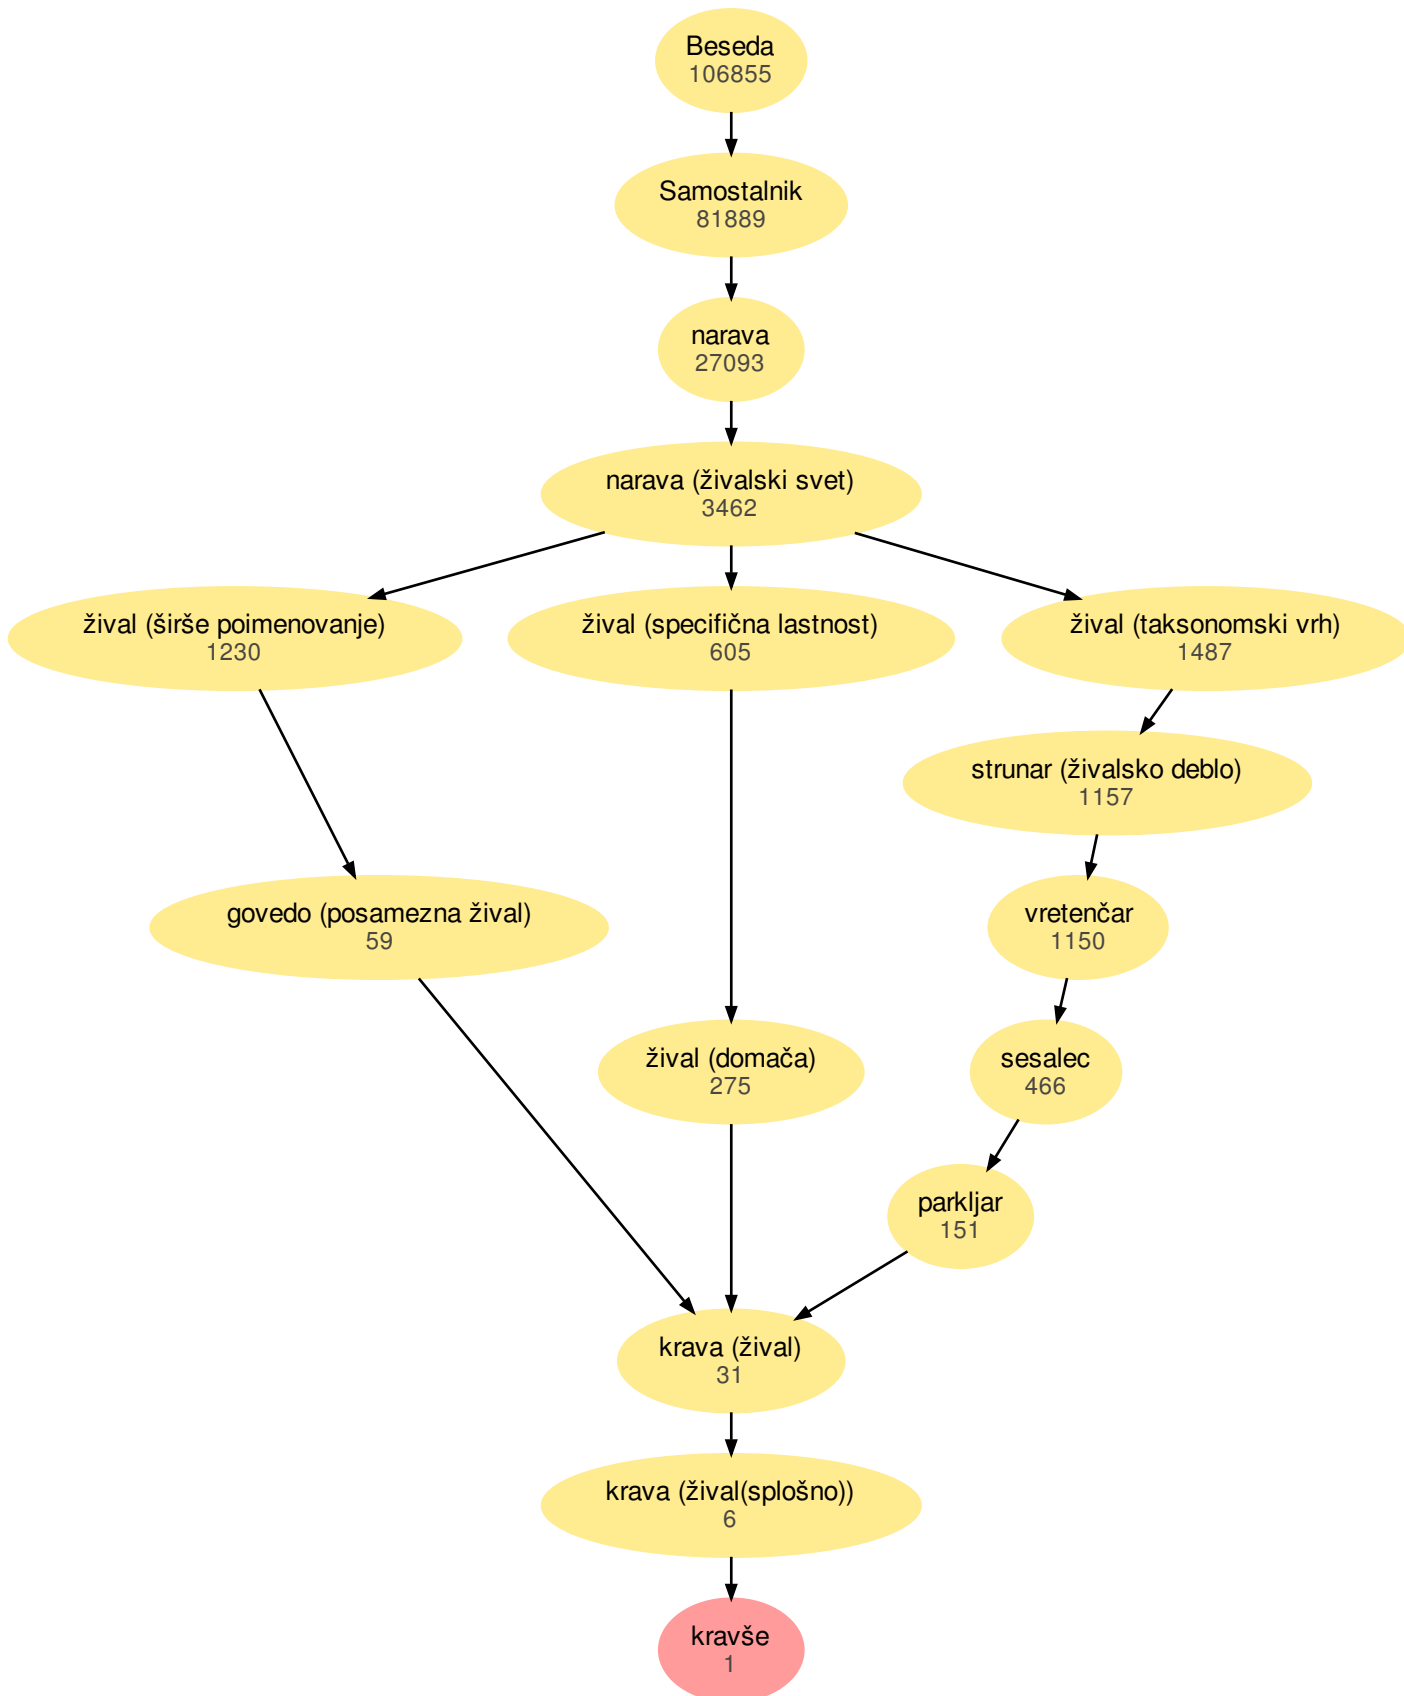 Beseda
106855
Samostalnik
81889
narava
27093
narava (živalski svet)
3462
žival (širše poimenovanje)
1230
žival (specifična lastnost)
605
žival (taksonomski vrh)
1487
strunar (živalsko deblo)
1157
govedo (posamezna žival)
59
vretenčar
1150
žival (domača)
275
sesalec
466
parkljar
151
krava (žival)
31
krava (žival(splošno))
6
kravše
1